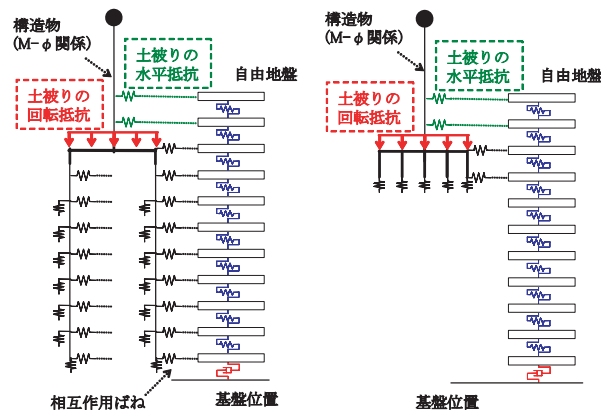 構造物
(M-φ関係)
土被りの
水平抵抗
自由地盤
土被りの
回転抵抗
相互作用ばね
基盤位置
構造物
(M-φ関係)
土被りの
水平抵抗
自由地盤
土被りの
回転抵抗
基盤位置